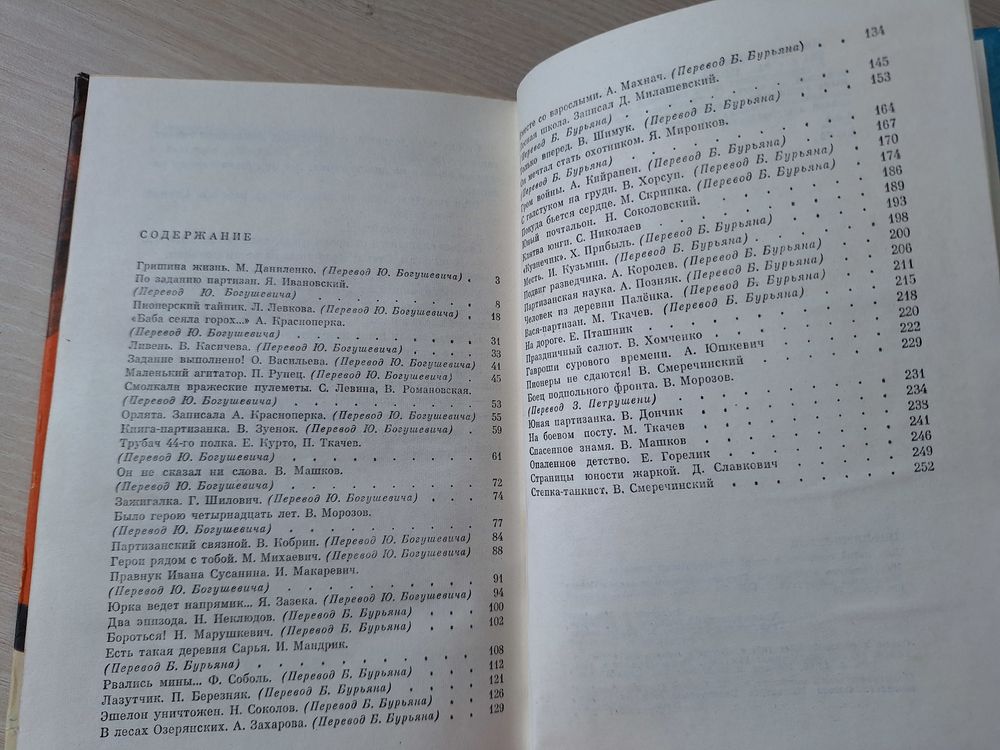 СОДЕРЖАНИЕ
Гришина жизнь. М. Даниленко. (Перевод Ю. Богушевича) . 3
По заданию партизан. Я. Ивановский.
(Перевод Ю. Богушевича) . . . . . . . . 8
Пионерский тайник. Л. Левкова. (Перевод Ю. Богушевича) . 18
«Баба сеяла горох...» А. Красноперка.
(Перевод Ю. Богушевича) . . . . . . . . 31
Ливень. В. Касичева. (Перевод Ю. Богушевича) . . . 33
Задание выполнено! О. Васильева. (Перевод Ю. Богушевича) 41
Маленький агитатор. П. Рунец. (Перевод Ю. Богушевича) . 45
Смолкали вражеские пулеметы. С. Левина, В. Романовская.
(Перевод Ю. Богушевича) . . . . . . . . 53
Орлята. Записала А. Красноперка. (Перевод Ю. Богушевича) 55
Книга-партизанка. В. Зуенок. (Перевод Ю. Богушевича) . 59
Трубач 44-го полка. Е. Курто, П. Ткачев.
(Перевод Ю. Богушевича) . . . . . . . . 61
Он не сказал ни слова. В. Машков.
(Перевод Ю. Богушевича) . . . . . . . . 72
Зажигалка. Г. Шилович. (Перевод Ю. Богушевича) . . . 74
Было герою четырнадцать лет. В. Морозов.
(Перевод Ю. Богушевича) . . . . . . . . 77
Партизанский связной. В. Кобрин. (Перевод Ю. Богушевича) 84
Герои рядом с тобой. М. Михаевич. (Перевод Ю. Богушевича) 88
Правнук Ивана Сусанина. И. Макаревич.
(Перевод Ю. Богушевича) . . . . . . . . 91
Юрка ведет напрямик... Я. Зазека. (Перевод Ю. Богушевича) 94
Два эпизода. Н. Неклюдов. (Перевод Б. Бурьяна) . . . 100
Бороться! Н. Марушкевич. (Перевод Б. Бурьяна) . . . 102
Есть такая деревня Сарья. И. Мандрик.
(Перевод Б. Бурьяна) . . . . . . . . . 108
Рвались мины... Ф. Соболь. (Перевод Б. Бурьяна) . . . 112
Лазутчик. П. Березняк. (Перевод Б. Бурьяна) . . . . 121
Эшелон уничтожен. Н. Соколов. (Перевод Б. Бурьяна) . . 126
В лесах Озерянских. А. Захарова. (Перевод Б. Бурьяна) . . 129
со взрослыми. А. Махнач. (Перевод Б. Бурьяна) . . 134
школа. Записал Д. Милашевский.
(Перевод Б. Бурьяна) . . . . . . . . . 145
Только вперед. В. Шимук. (Перевод Б. Бурьяна) . . . 153
Он мечтал стать охотником. Я. Миронков.
(Перевод Б. Бурьяна) . . . . . . . . . 164
Гром войны. А. Кийранен. (Перевод Б. Бурьяна) . . . 167
С галстуком на груди. В. Хорсун. (Перевод Б. Бурьяна) . 170
Покуда бьется сердце. М. Скрипка. (Перевод Б. Бурьяна) . 174
Юный почтальон. Н. Соколовский. . . . . . . 186
Клятва юнги. С. Николаев . . . . . . . . 189
«Кузнечик». Х. Прибыль. (Перевод Б. Бурьяна) . . . 193
Месть. И. Кузьмин. (Перевод Б. Бурьяна) . . . . 198
Подвиг разведчика. А. Королев. (Перевод Б. Бурьяна) . . 200
Партизанская наука. А. Позняк. (Перевод Б. Бурьяна) . . 206
Человек из деревни Палёнка. (Перевод Б. Бурьяна) . . 211
Вася-партизан. М. Ткачев. (Перевод Б. Бурьяна) . . . 215
На дороге. Е. Пташник . . . . . . . . . 218
Праздничный салют. В. Хомченко . . . . . . 220
Гавроши сурового времени. А. Юшкевич . . . . . 222
Пионеры не сдаются! В. Смеречинский . . . . . 229
Боец подпольного фронта. В. Морозов.
(Перевод З. Петрушени) . . . . . . . . 231
Юная партизанка. В. Дончик . . . . . . . 234
На боевом посту. М. Ткачев . . . . . . . 238
Спасенное знамя. В. Машков . . . . . . . 241
Опаленное детство. Е. Горелик . . . . . . 246
Страницы юности жаркой. Д. Славкович . . . . . 249
Степка-танкист, В. Смеречинский . . . . . . 252